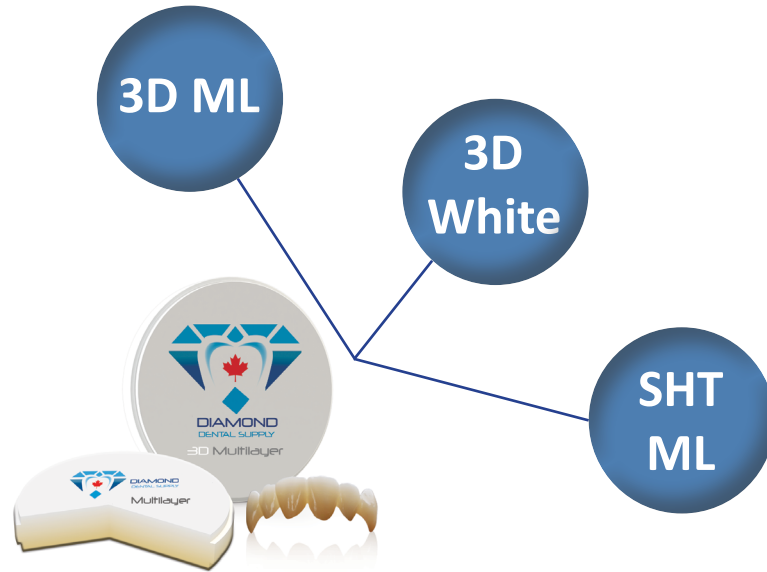 3D ML
3D
White
SHT
ML
DIAMOND
DENTAL SUPPLY
3D Multilayer
DIAMOND
DENTAL SUPPLY
Multilayer